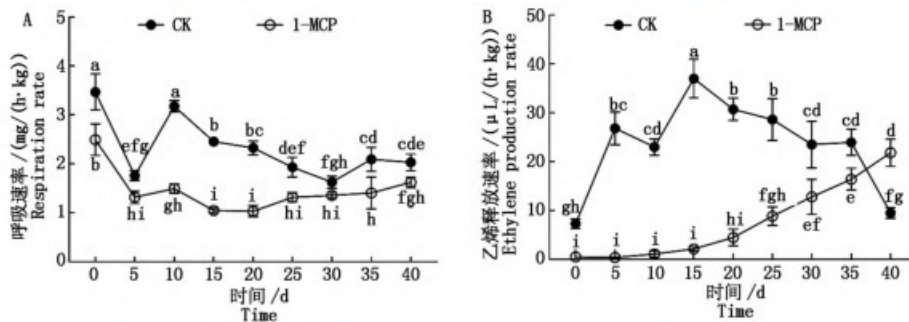 A
CK
1-MCP
呼吸速率/(mg/(h·kg))
Respiration rate
5
4
3
2
1
0
a
b
efg
hi
a
gh
b
i
bc
i
def
hi
fgh
hi
cd
h
cde
fgh
0 5 10 15 20 25 30 35 40
时间/d
Time
B
CK
1-MCP
乙烯释放速率/(μL/(h·kg))
Ethylene production rate
50
40
30
20
10
0
gh
i
bc
i
cd
i
a
i
b
hi
b
fgh
cd
ef
cd
e
d
fg
0 5 10 15 20 25 30 35 40
时间/d
Time